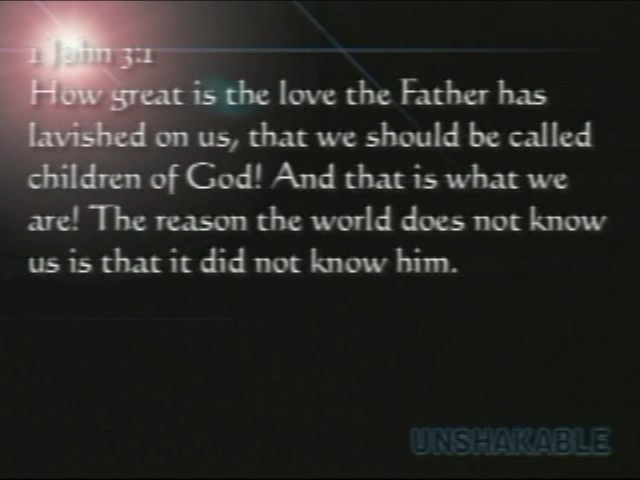 1 John 3:1
How great is the love the Father has
lavished on us, that we should be called
children of God! And that is what we
are! The reason the world does not know
us is that it did not know him.
UNSHAKABLE